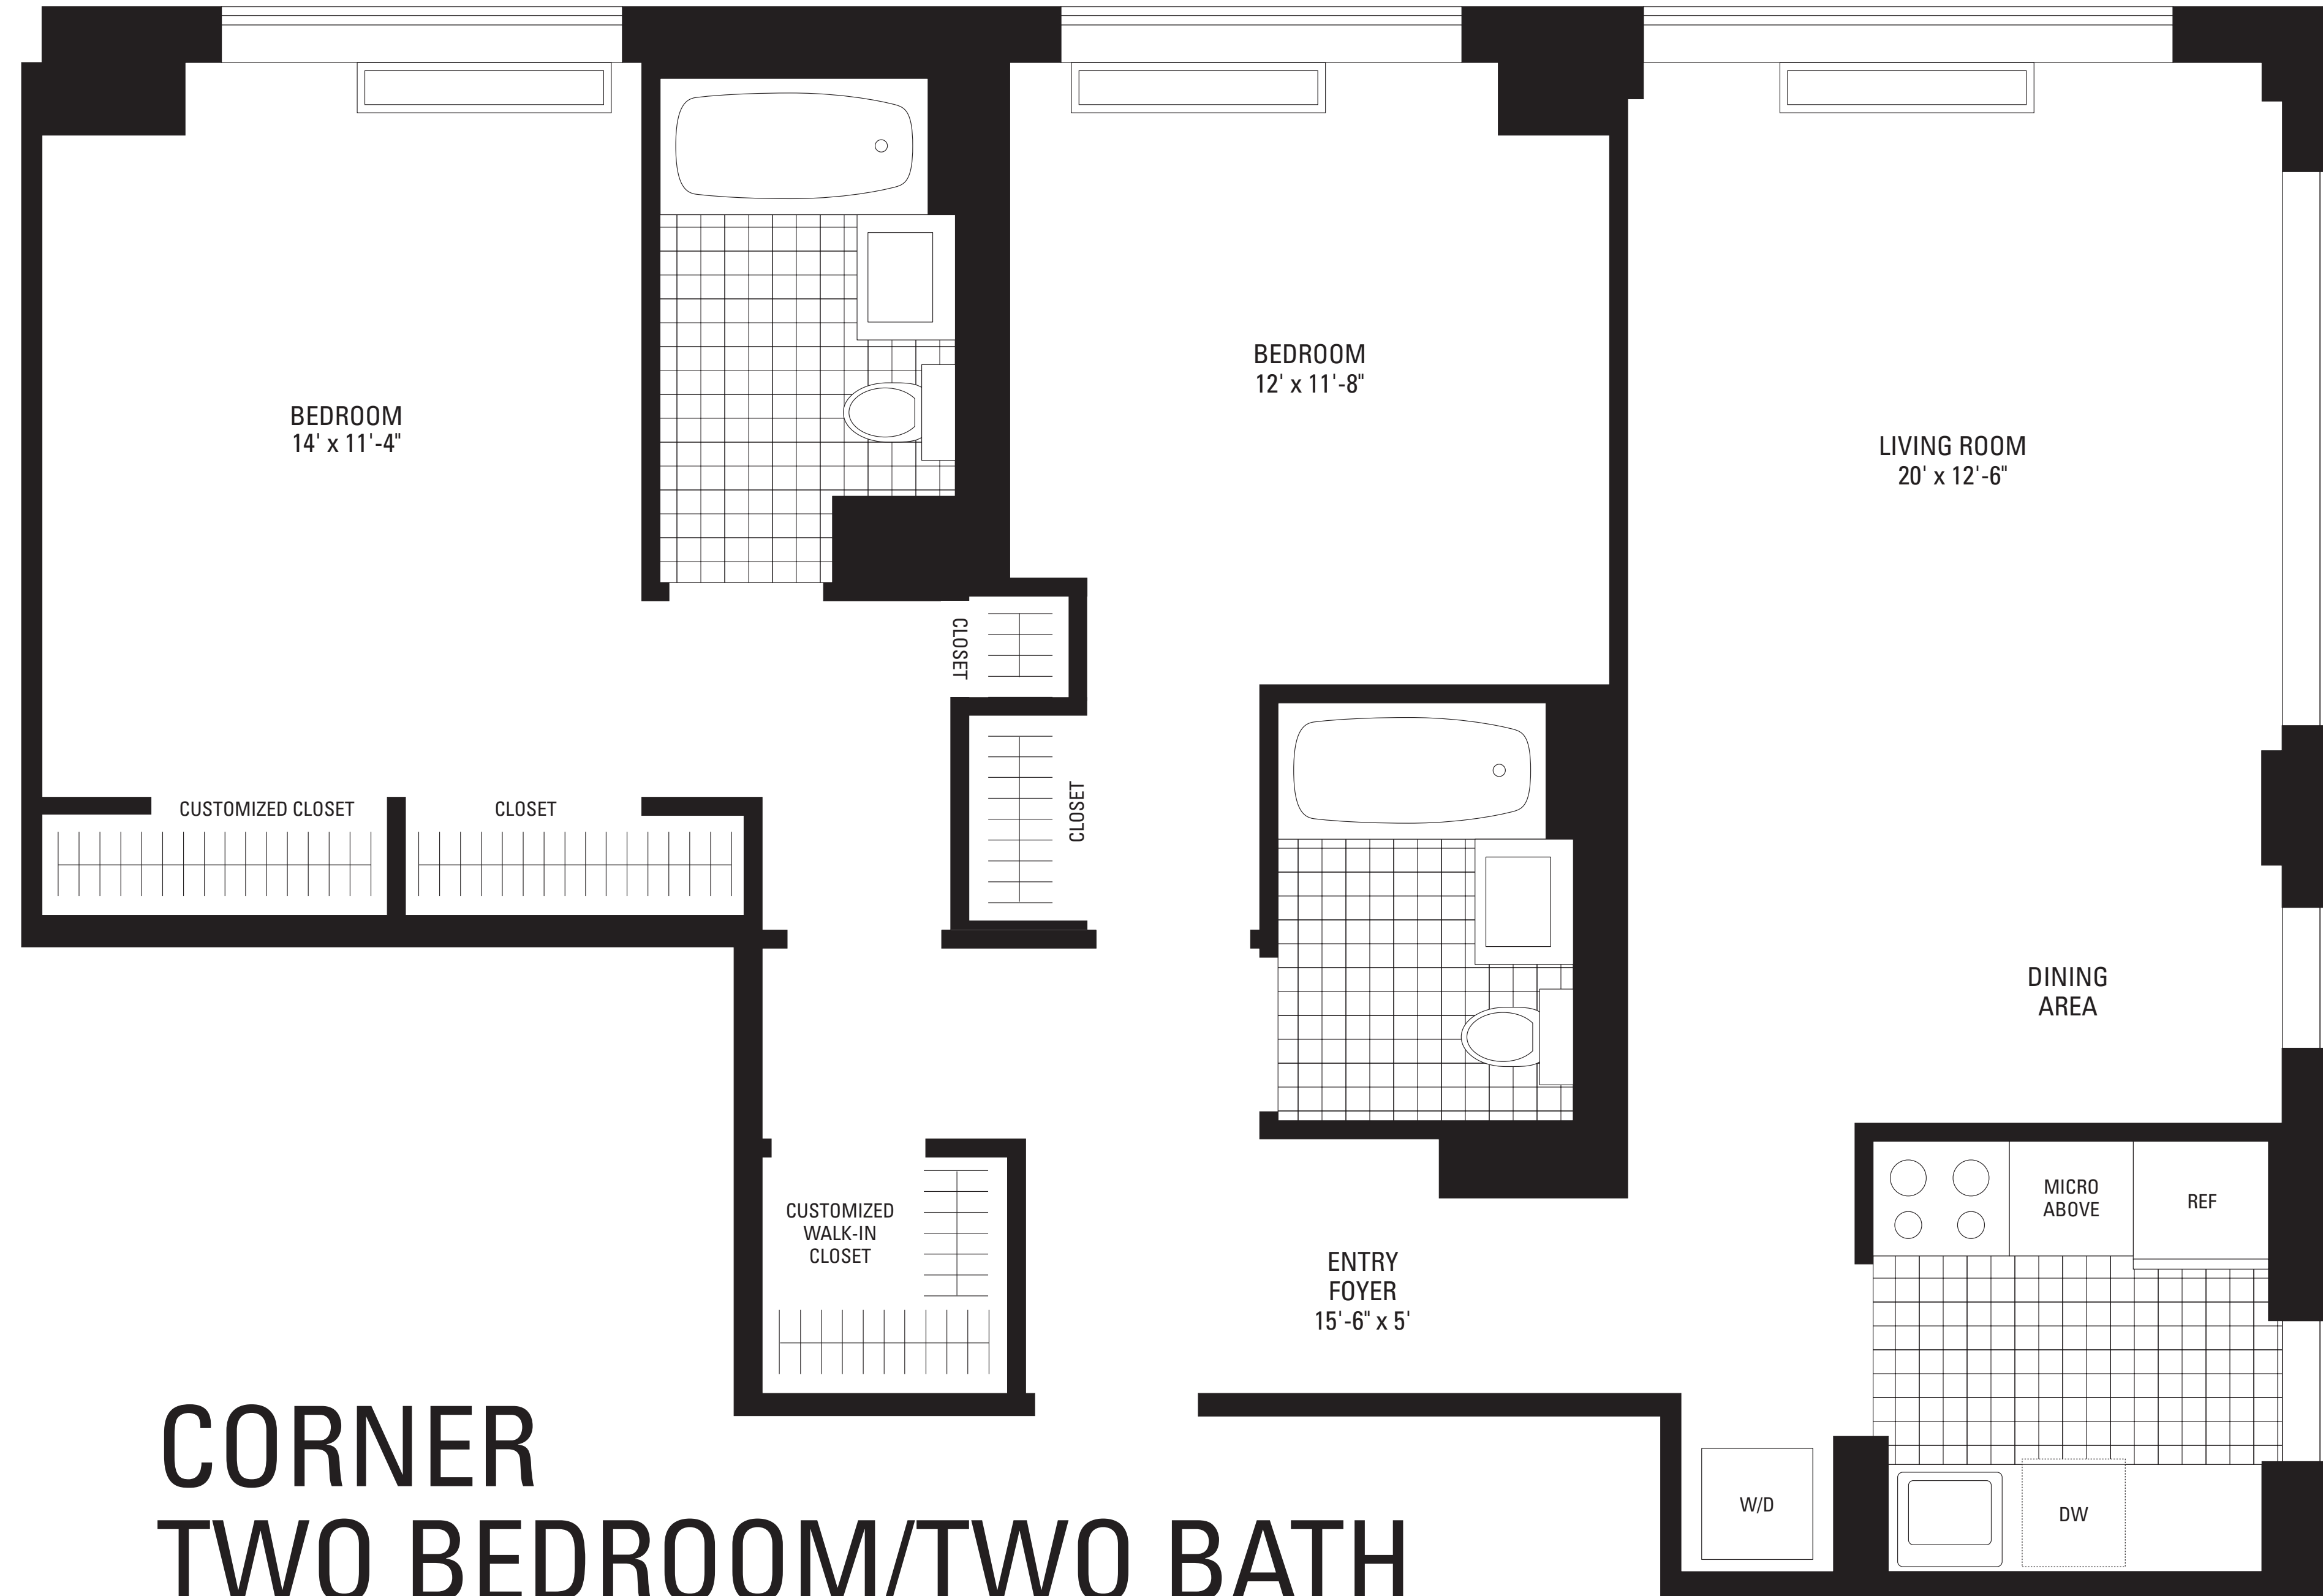 BEDROOM
14' x 11'-4"
BEDROOM
12' x 11'-8"
LIVING ROOM
20' x 12'-6"
CLOSET
CUSTOMIZED CLOSET
CLOSET
CLOSET
DINING
AREA
CUSTOMIZED
WALK-IN
CLOSET
ENTRY
FOYER
15'-6" x 5'
MICRO
ABOVE
REF
W/D
DW
CORNER
TWO BEDROOM/TWO BATH